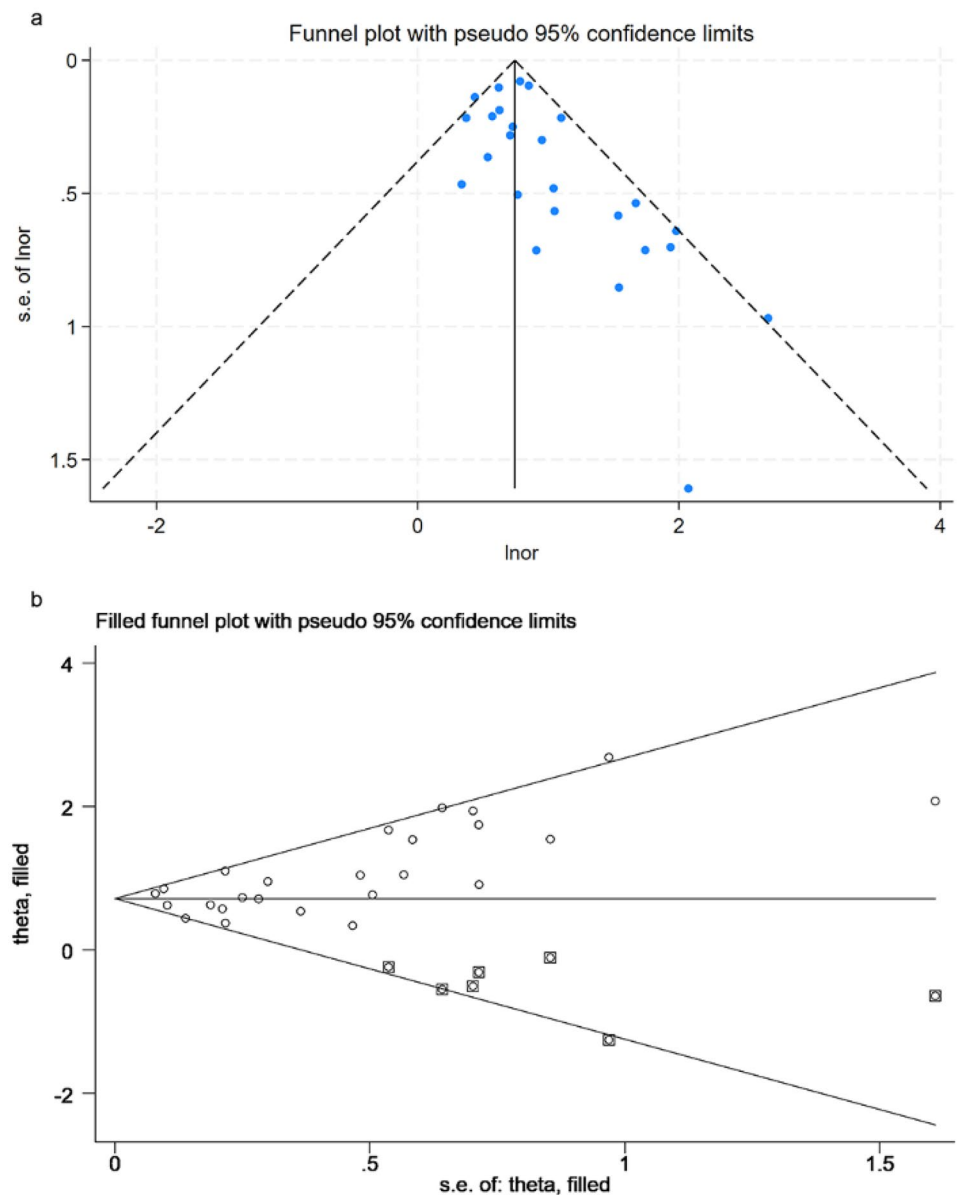 a
Funnel plot with pseudo 95% confidence limits
0
.5
1
1.5
s.e. of lnor
-2 0 2 4
lnor
b
Filled funnel plot with pseudo 95% confidence limits
4
2
0
-2
theta, filled
0 .5 1 1.5
s.e. of: theta, filled